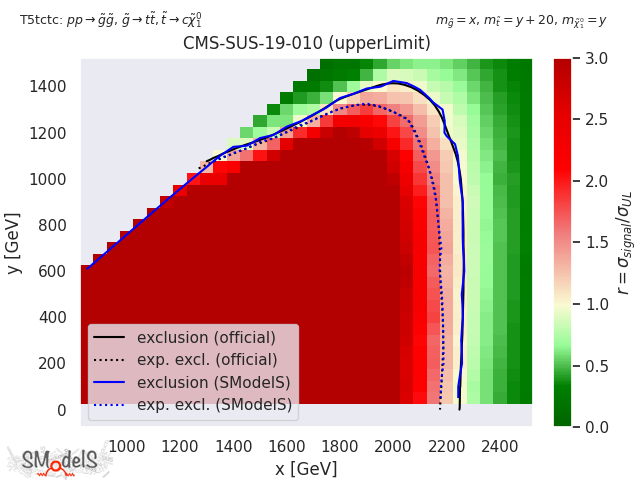 T5tctc: pp → g̃g̃, g̃ → tt̃, t̃ → cχ̃₁⁰ m_g̃ = x, m_t̃ = y + 20, m_χ̃₁⁰ = y
CMS-SUS-19-010 (upperLimit)
y [GeV]
1400
1200
1000
800
600
400
200
0
exclusion (official)
exp. excl. (official)
exclusion (SModelS)
exp. excl. (SModelS)
1000 1200 1400 1600 1800 2000 2200 2400
x [GeV]
3.0
2.5
2.0
1.5
1.0
0.5
0.0
r = σ_signal/σ_UL
SModelS